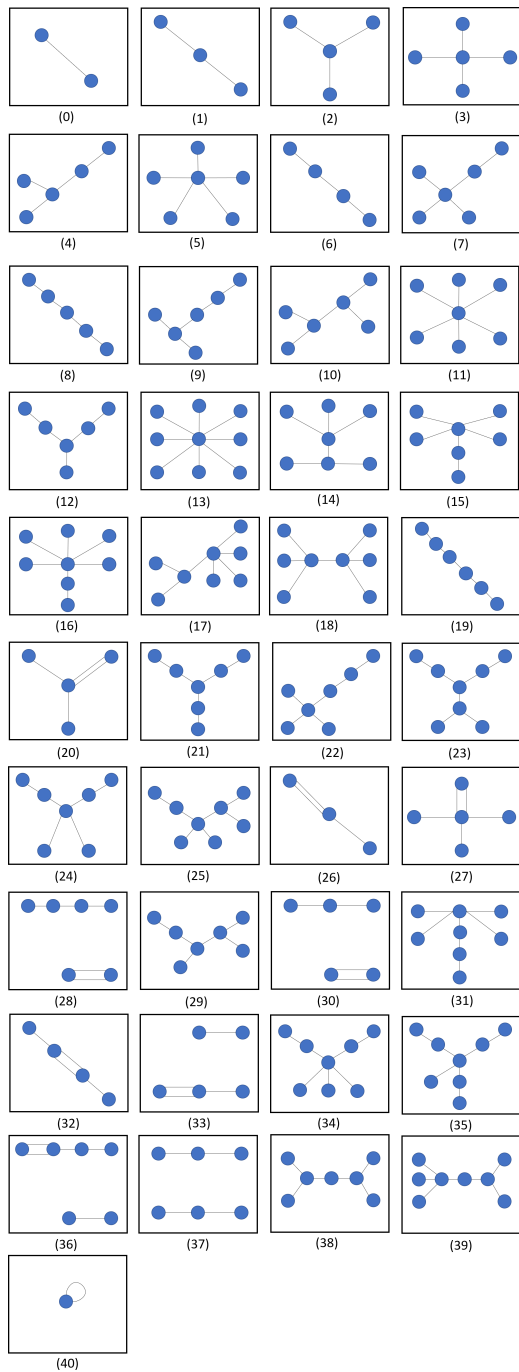 (0) (1) (2) (3)
(4) (5) (6) (7)
(8) (9) (10) (11)
(12) (13) (14) (15)
(16) (17) (18) (19)
(20) (21) (22) (23)
(24) (25) (26) (27)
(28) (29) (30) (31)
(32) (33) (34) (35)
(36) (37) (38) (39)
(40)